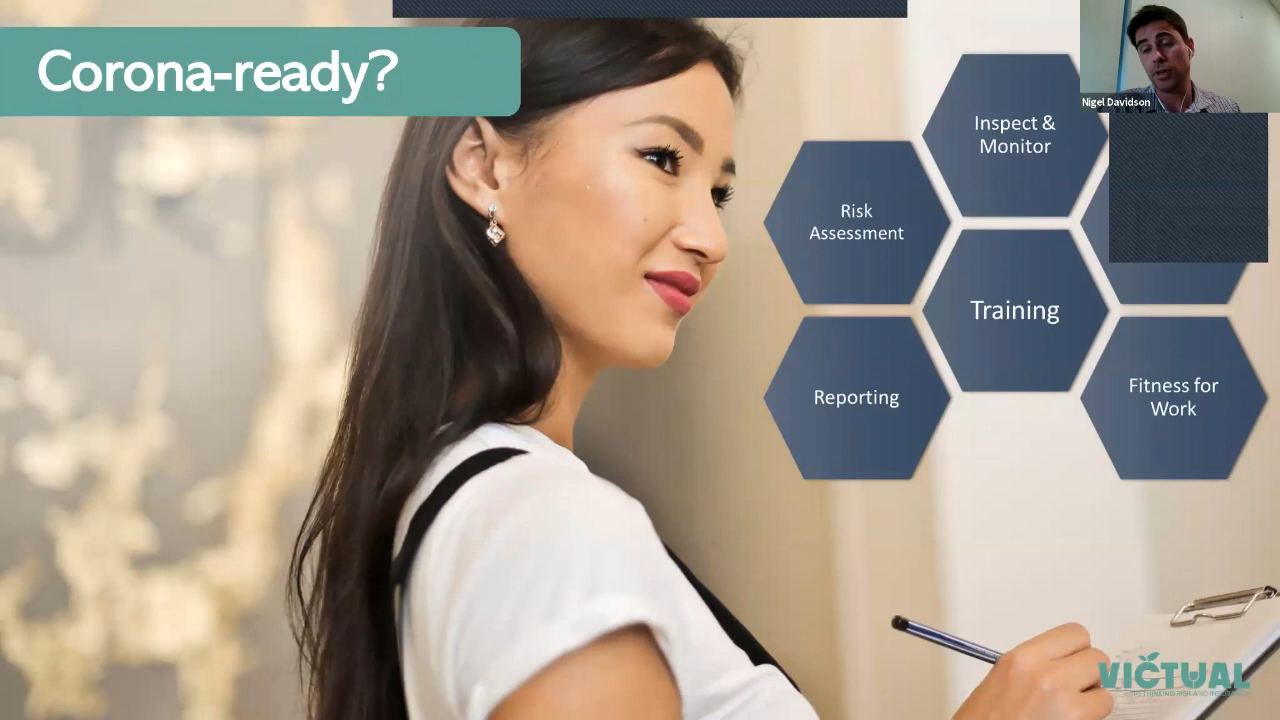 Corona-ready?
Nigel Davidson
Inspect &
Monitor
Risk
Assessment
Training
Reporting
Fitness for
Work
VICTUAL